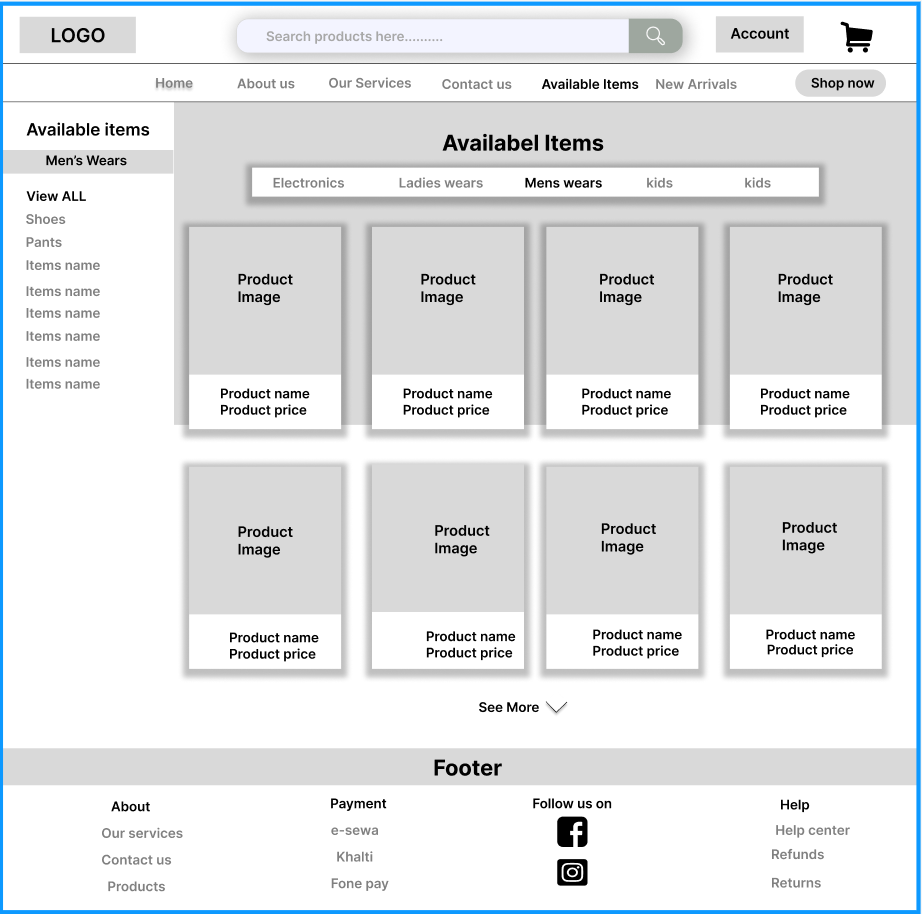 LOGO
Search products here..........
Account
Home
About us
Our Services
Contact us
Available Items
New Arrivals
Shop now
Available items
Men's Wears
View ALL
Shoes
Pants
Items name
Items name
Items name
Items name
Items name
Items name
Availabel Items
Electronics
Ladies wears
Mens wears
kids
kids
Product
Image
Product name
Product price
Product
Image
Product name
Product price
Product
Image
Product name
Product price
Product
Image
Product name
Product price
Product
Image
Product name
Product price
Product
Image
Product name
Product price
Product
Image
Product name
Product price
Product
Image
Product name
Product price
See More
Footer
About
Our services
Contact us
Products
Payment
e-sewa
Khalti
Fone pay
Follow us on
Help
Help center
Refunds
Returns